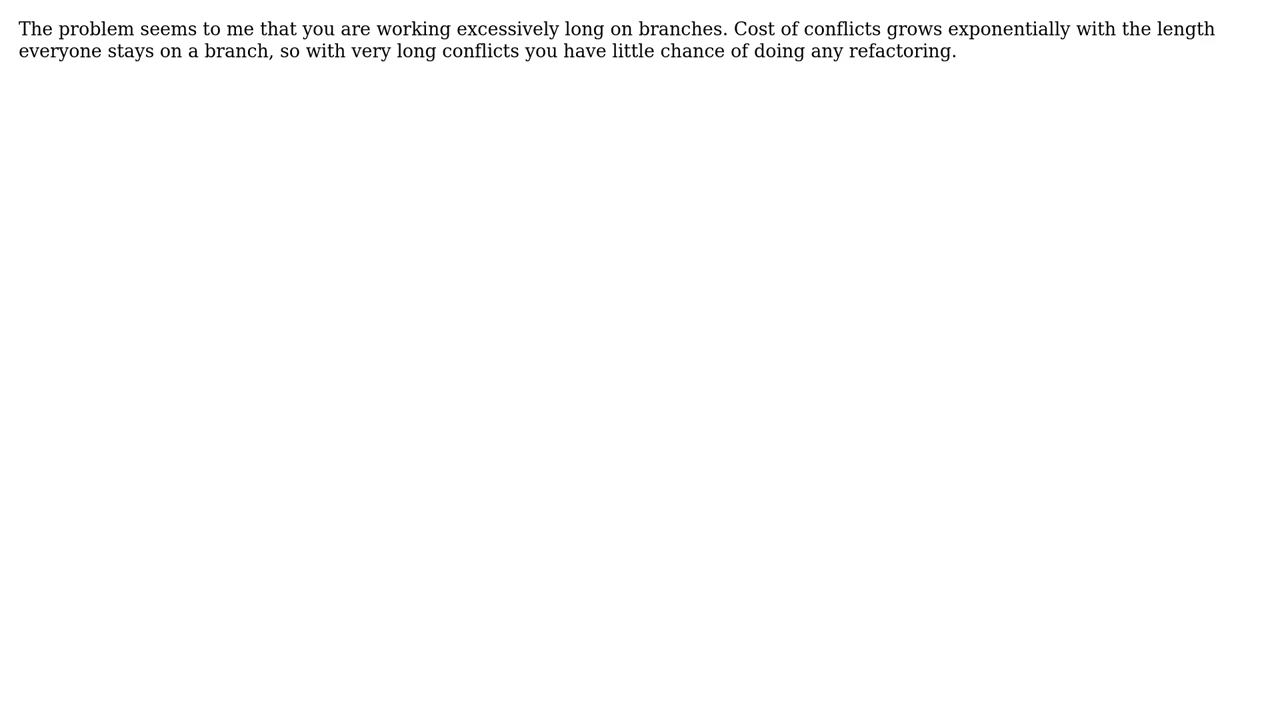 The problem seems to me that you are working excessively long on branches. Cost of conflicts grows exponentially with the length
everyone stays on a branch, so with very long conflicts you have little chance of doing any refactoring.